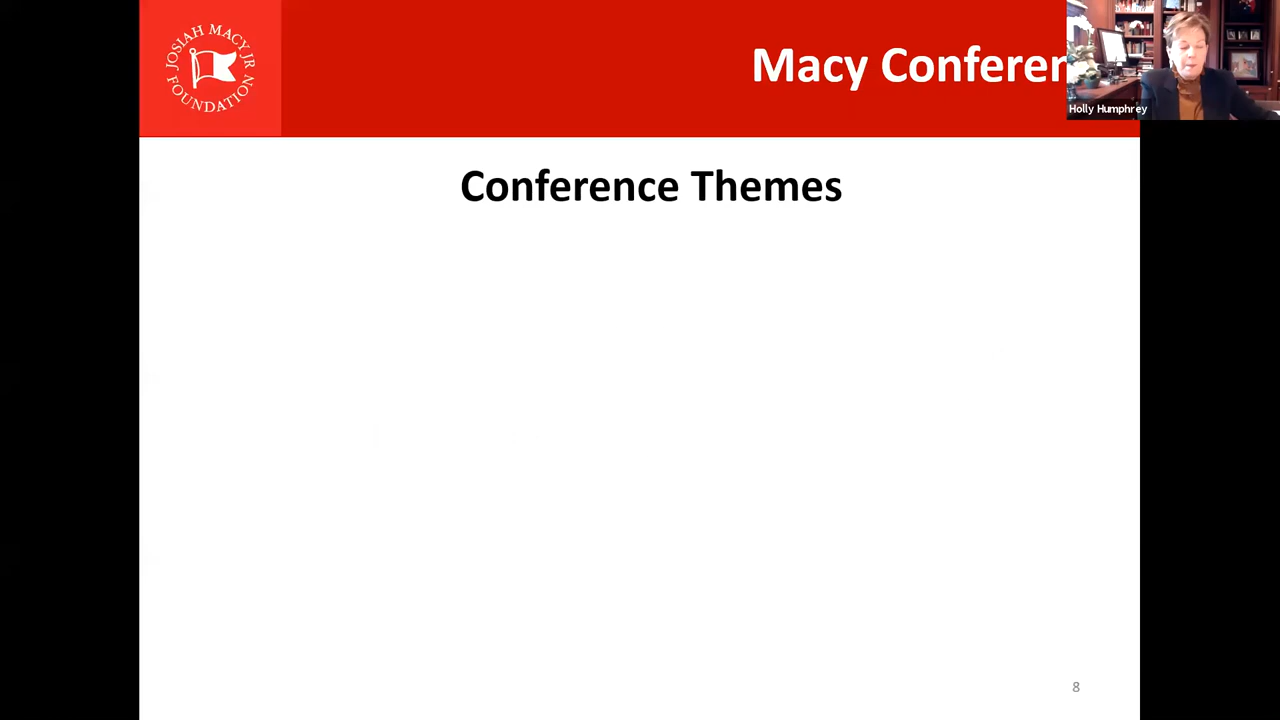 JOSIAH MACY JR
FOUNDATION
Macy Conferen
Holly Humphrey
Conference Themes
8